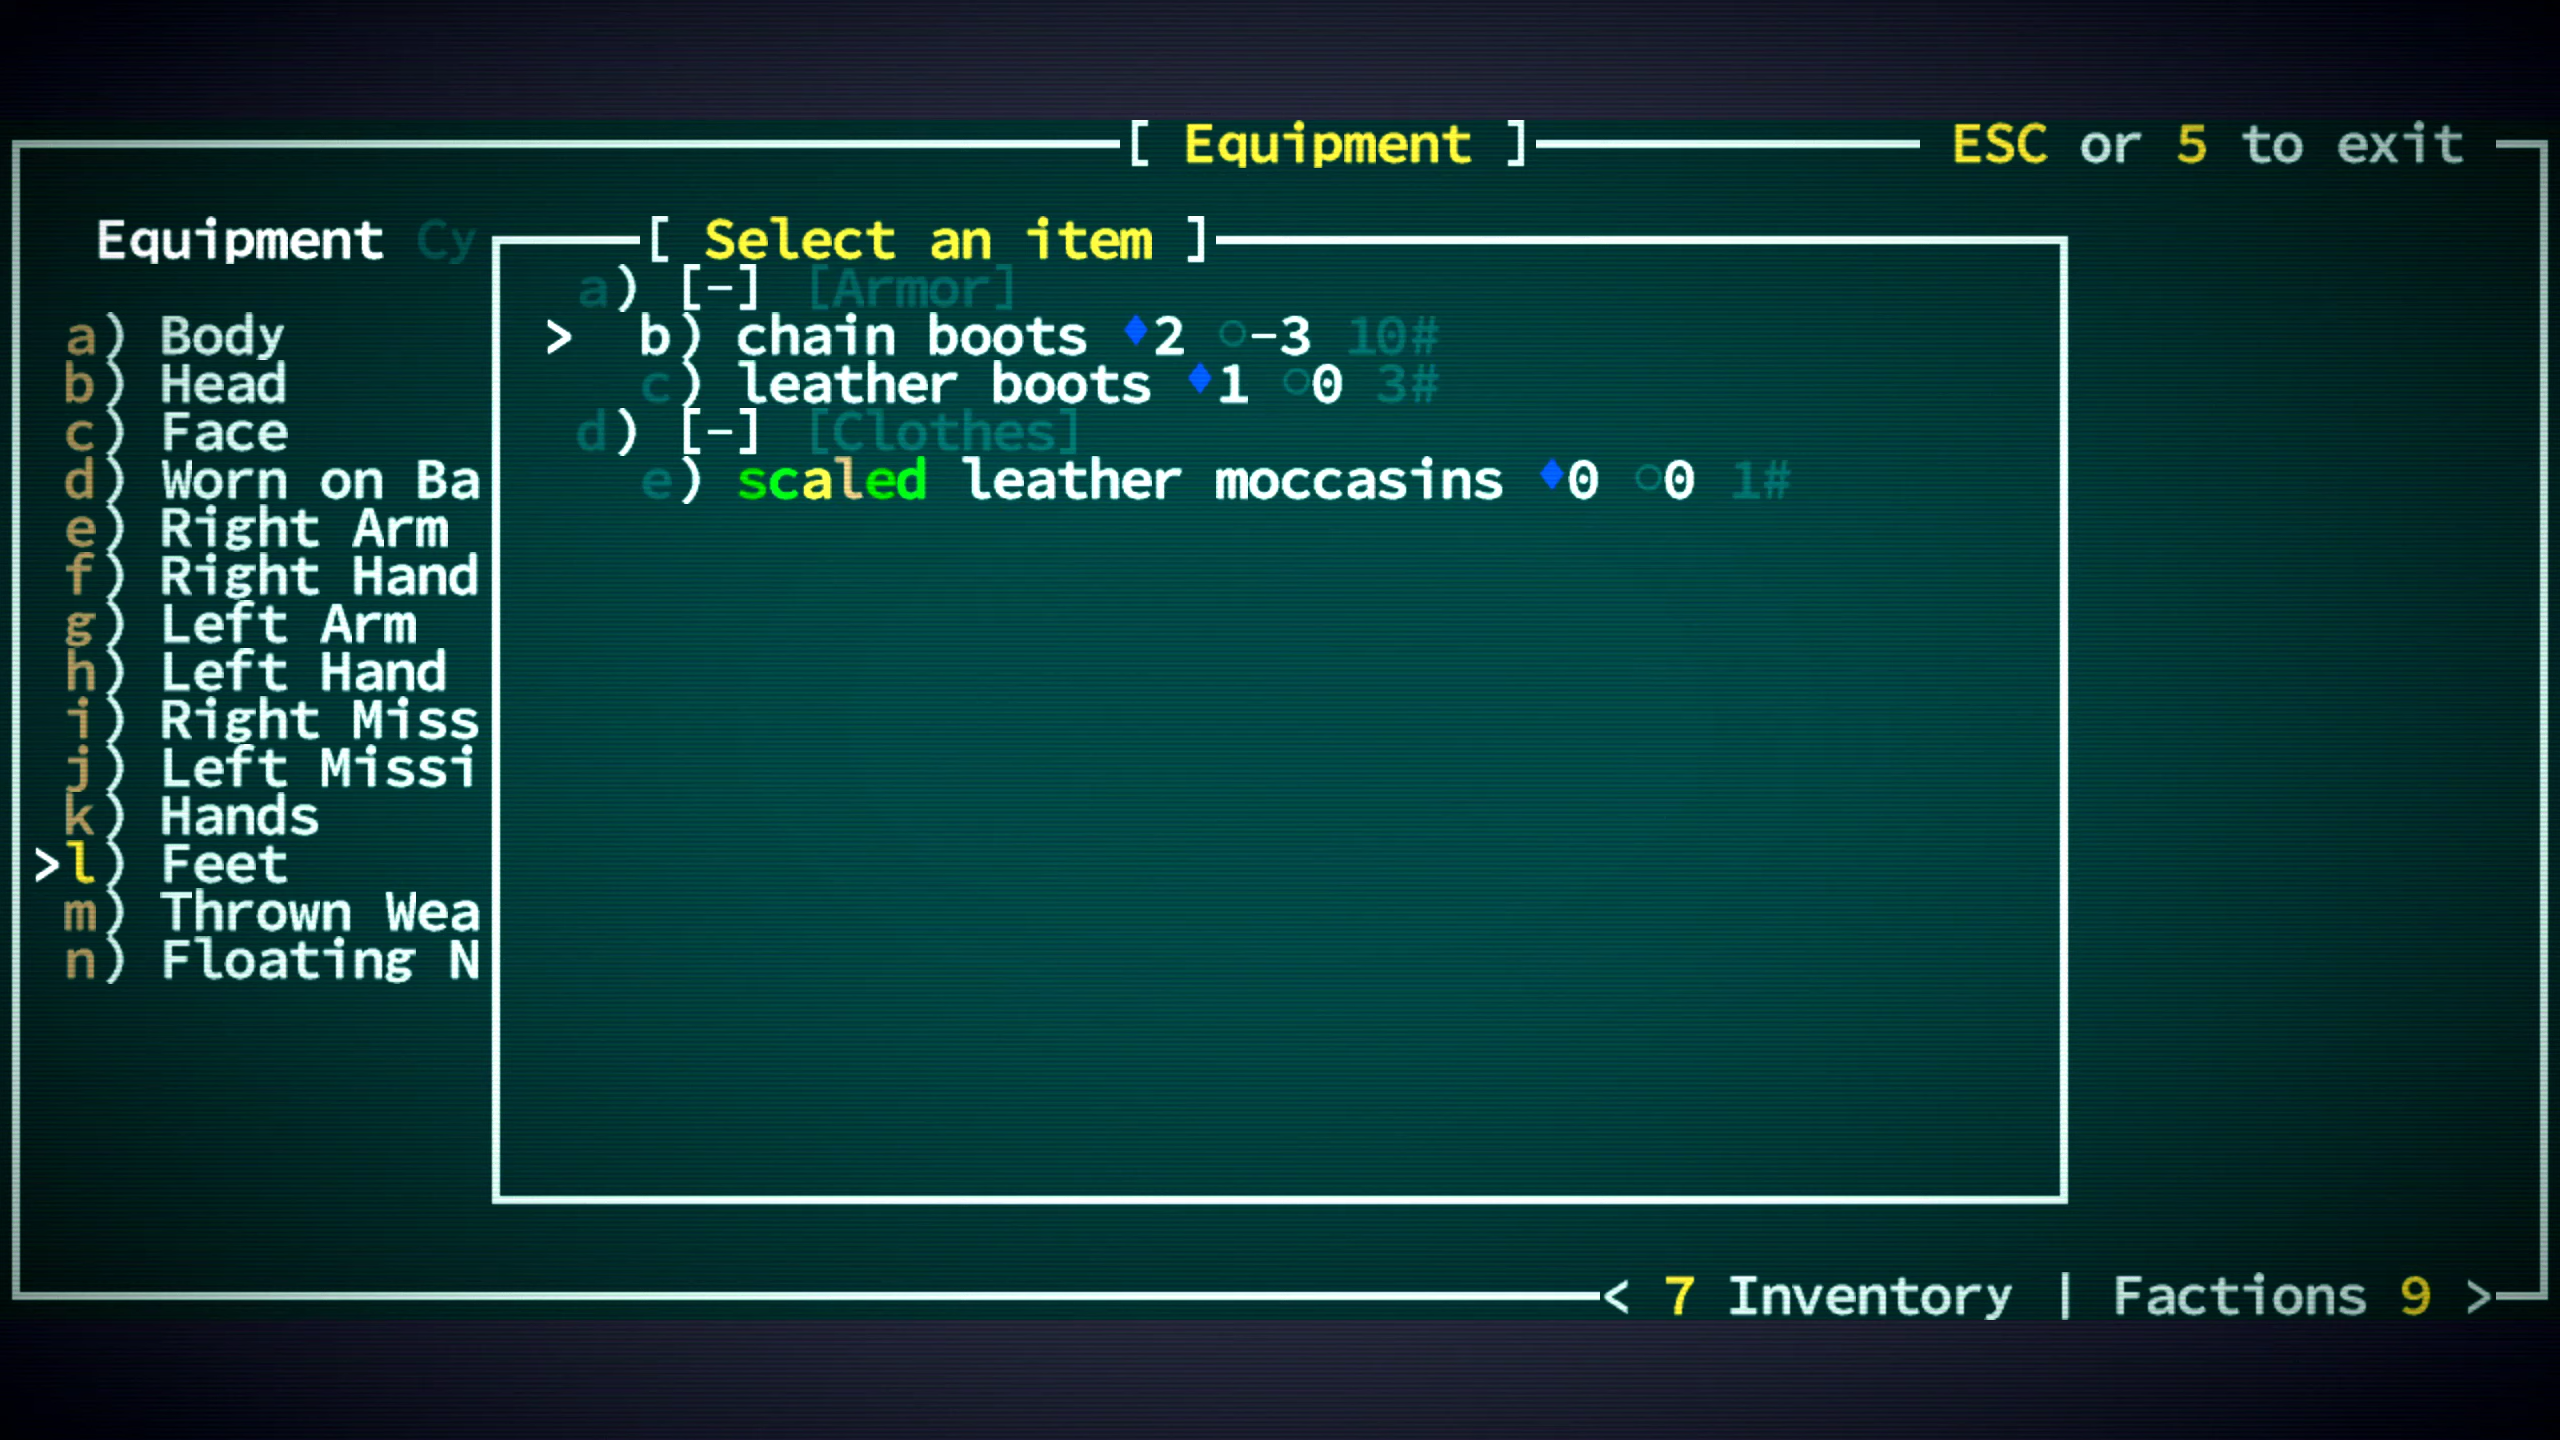 [ Equipment ] ESC or 5 to exit
Equipment Cy
[ Select an item ]
a) [-] [Armor]
> b) chain boots ♦2 ○-3 10#
c) leather boots ♦1 ○0 3#
d) [-] [Clothes]
e) scaled leather moccasins ♦0 ○0 1#
a) Body
b) Head
c) Face
d) Worn on Ba
e) Right Arm
f) Right Hand
g) Left Arm
h) Left Hand
i) Right Miss
j) Left Missi
k) Hands
>l) Feet
m) Thrown Wea
n) Floating N
< 7 Inventory | Factions 9 >